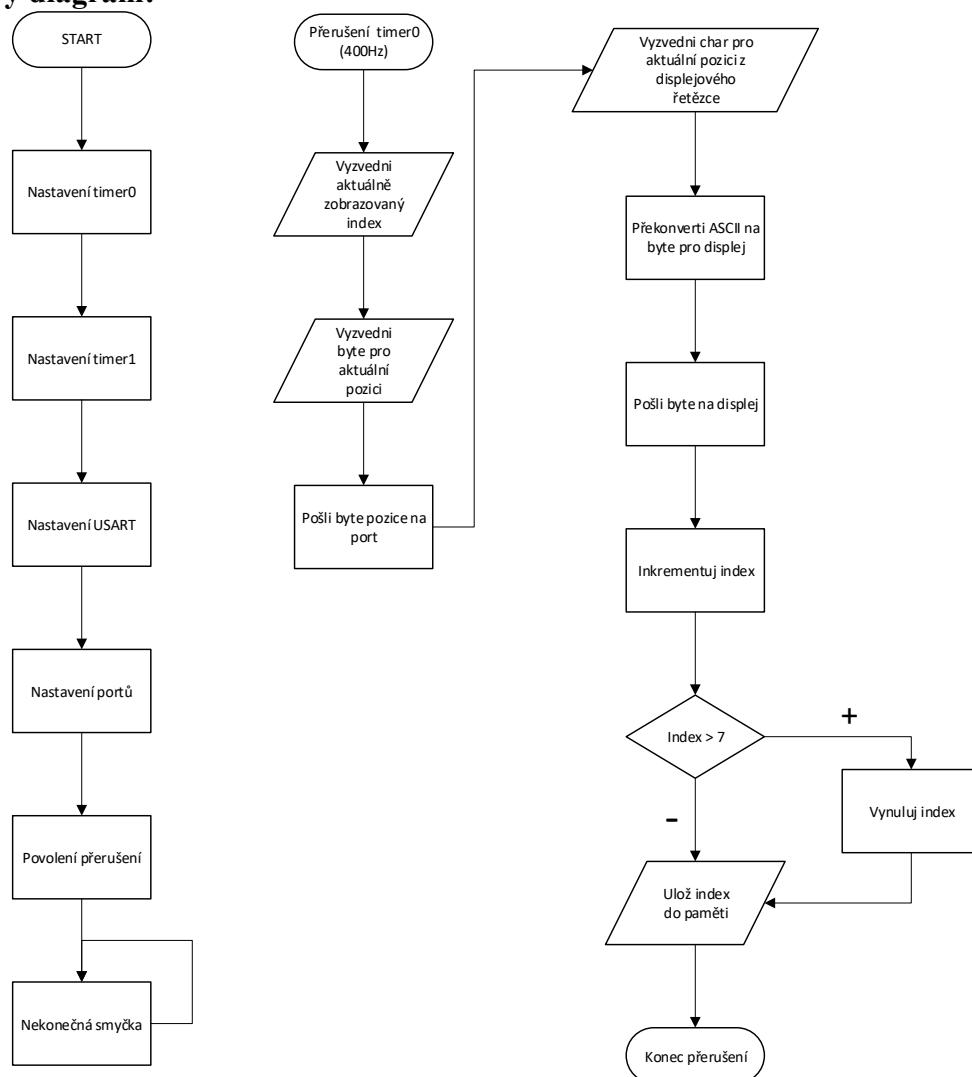 y diagram:
START
Nastavení timer0
Nastavení timer1
Nastavení USART
Nastavení portů
Povolení přerušení
Nekonečná smyčka
Přerušení timer0
(400Hz)
Vyzvedni
aktuálně
zobrazovaný
index
Vyzvedni
byte pro
aktuální
pozici
Pošli byte pozice na
port
Vyzvedni char pro
aktuální pozici z
displejového
řetězce
Překonverti ASCII na
byte pro displej
Pošli byte na displej
Inkrementuj index
Index > 7
+
Vynuluj index
-
Ulož index
do paměti
Konec přerušení